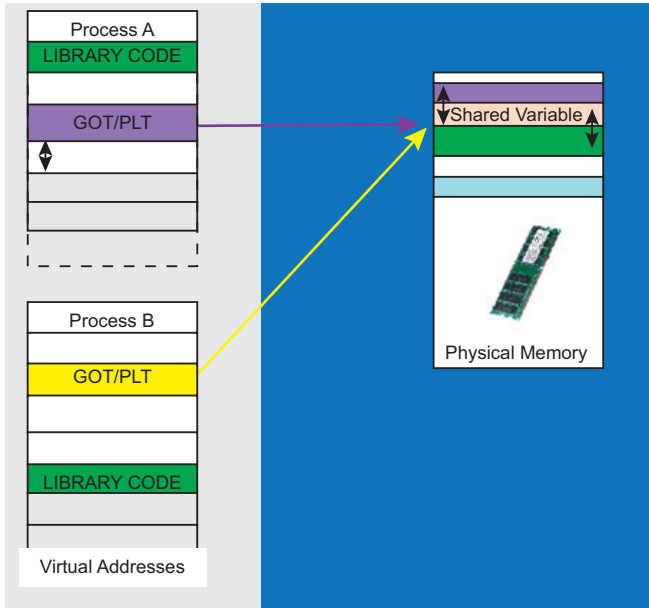 Process A
LIBRARY CODE
GOT/PLT
Process B
GOT/PLT
LIBRARY CODE
Virtual Addresses
Shared Variable
Physical Memory